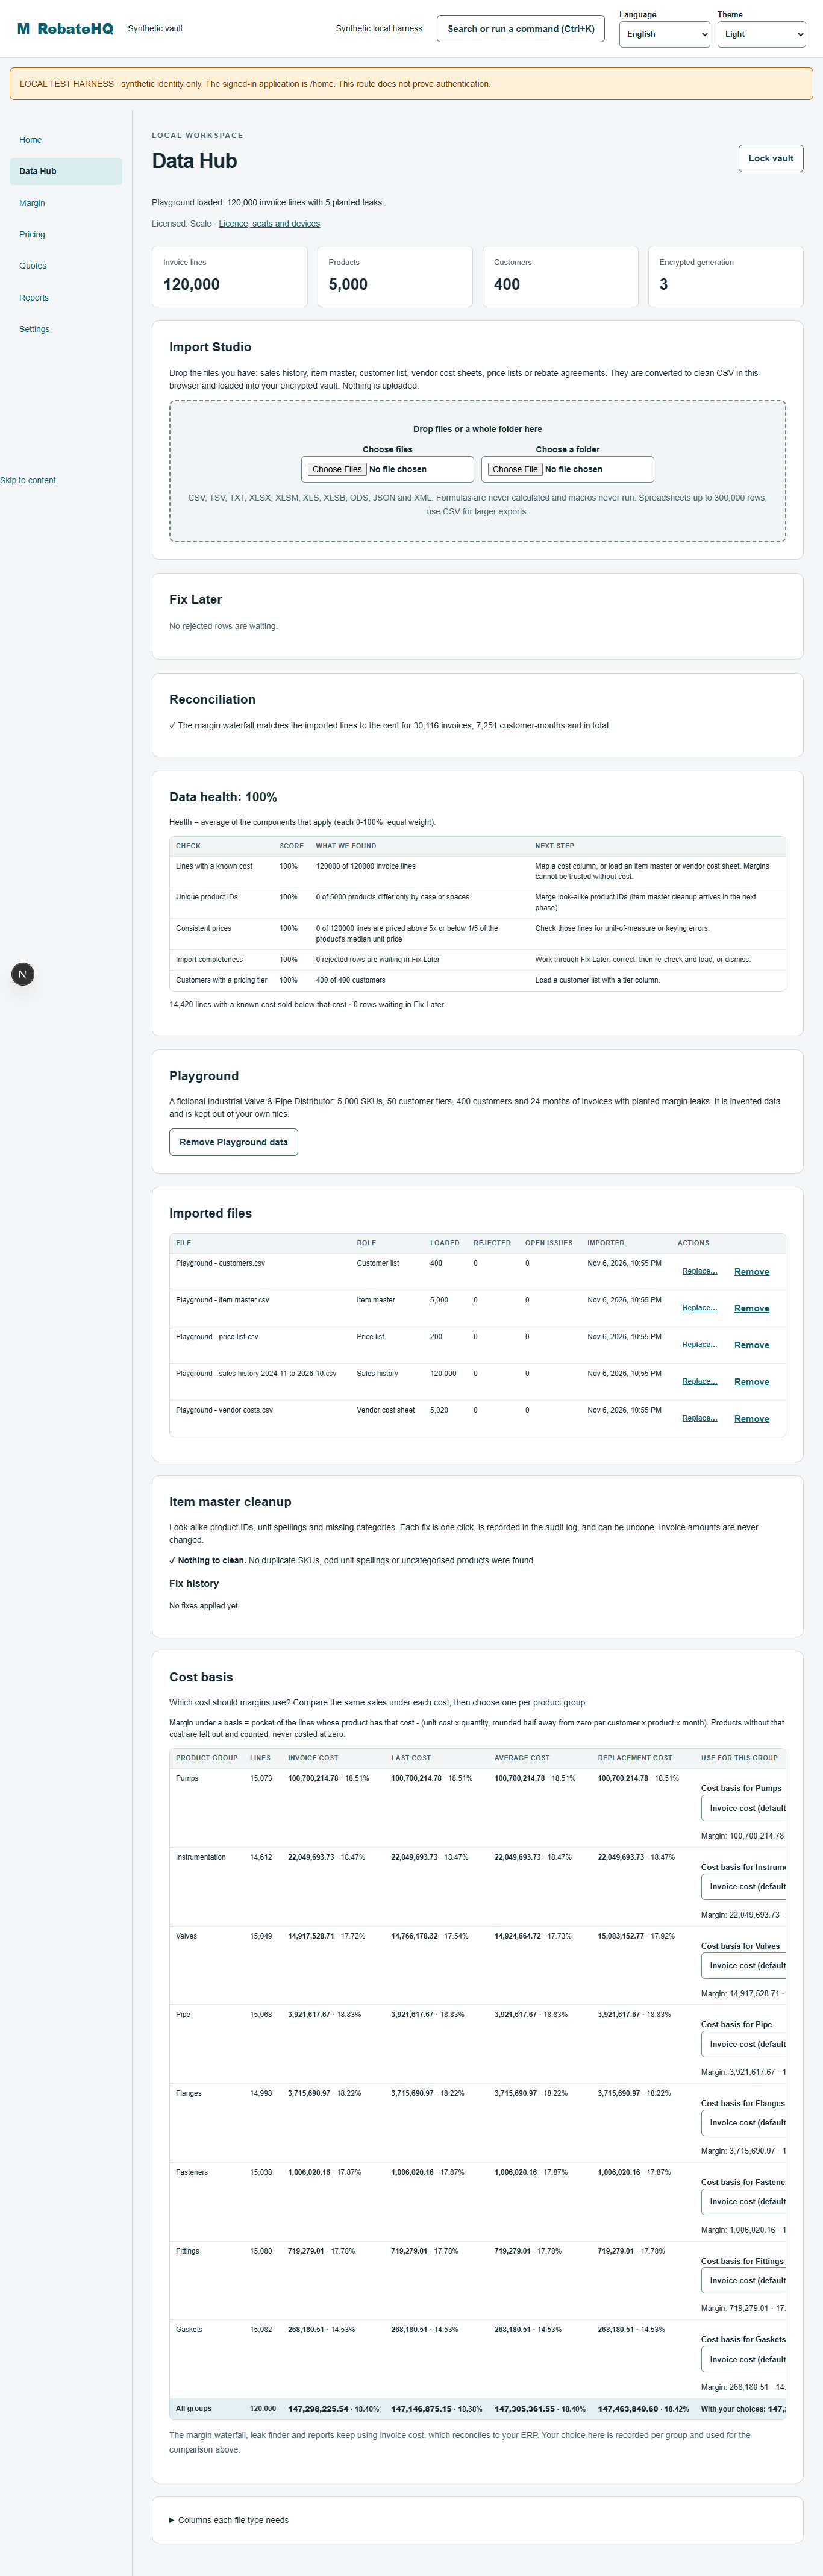 M RebateHQ
Synthetic vault
Synthetic local harness
Search or run a command (Ctrl+K)
Language
English
Theme
Light
LOCAL TEST HARNESS · synthetic identity only. The signed-in application is /home. This route does not prove authentication.
Home
Data Hub
Margin
Pricing
Quotes
Reports
Settings
Skip to content
N
LOCAL WORKSPACE
Data Hub
Lock vault
Playground loaded: 120,000 invoice lines with 5 planted leaks.
Licensed: Scale · Licence, seats and devices
Invoice lines
120,000
Products
5,000
Customers
400
Encrypted generation
3
Import Studio
Drop the files you have: sales history, item master, customer list, vendor cost sheets, price lists or rebate agreements. They are converted to clean CSV in this
browser and loaded into your encrypted vault. Nothing is uploaded.
Drop files or a whole folder here
Choose files
Choose Files No file chosen
Choose a folder
Choose File No file chosen
CSV, TSV, TXT, XLSX, XLSM, XLS, XLSB, ODS, JSON and XML. Formulas are never calculated and macros never run. Spreadsheets up to 300,000 rows;
use CSV for larger exports.
Fix Later
No rejected rows are waiting.
Reconciliation
✓ The margin waterfall matches the imported lines to the cent for 30,116 invoices, 7,251 customer-months and in total.
Data health: 100%
Health = average of the components that apply (each 0-100%, equal weight).
CHECK SCORE WHAT WE FOUND NEXT STEP
Lines with a known cost 100% 120000 of 120000 invoice lines Map a cost column, or load an item master or vendor cost sheet. Margins
cannot be trusted without cost.
Unique product IDs 100% 0 of 5000 products differ only by case or spaces Merge look-alike product IDs (item master cleanup arrives in the next
phase).
Consistent prices 100% 0 of 120000 lines are priced above 5x or below 1/5 of the Check those lines for unit-of-measure or keying errors.
product's median unit price
Import completeness 100% 0 rejected rows are waiting in Fix Later Work through Fix Later: correct, then re-check and load, or dismiss.
Customers with a pricing tier 100% 400 of 400 customers Load a customer list with a tier column.
14,420 lines with a known cost sold below that cost · 0 rows waiting in Fix Later.
Playground
A fictional Industrial Valve & Pipe Distributor: 5,000 SKUs, 50 customer tiers, 400 customers and 24 months of invoices with planted margin leaks. It is invented data
and is kept out of your own files.
Remove Playground data
Imported files
FILE ROLE LOADED REJECTED OPEN ISSUES IMPORTED ACTIONS
Playground - customers.csv Customer list 400 0 0 Nov 6, 2026, 10:55 PM Replace... Remove
Playground - item master.csv Item master 5,000 0 0 Nov 6, 2026, 10:55 PM Replace... Remove
Playground - price list.csv Price list 200 0 0 Nov 6, 2026, 10:55 PM Replace... Remove
Playground - sales history 2024-11 to 2026-10.csv Sales history 120,000 0 0 Nov 6, 2026, 10:55 PM Replace... Remove
Playground - vendor costs.csv Vendor cost sheet 5,020 0 0 Nov 6, 2026, 10:55 PM Replace... Remove
Item master cleanup
Look-alike product IDs, unit spellings and missing categories. Each fix is one click, is recorded in the audit log, and can be undone. Invoice amounts are never
changed.
✓ Nothing to clean. No duplicate SKUs, odd unit spellings or uncategorised products were found.
Fix history
No fixes applied yet.
Cost basis
Which cost should margins use? Compare the same sales under each cost, then choose one per product group.
Margin under a basis = pocket of the lines whose product has that cost - (unit cost x quantity, rounded half away from zero per customer x product x month). Products without that
cost are left out and counted, never costed at zero.
PRODUCT GROUP LINES INVOICE COST LAST COST AVERAGE COST REPLACEMENT COST USE FOR THIS GROUP
Pumps 15,073 100,700,214.78 · 18.51% 100,700,214.78 · 18.51% 100,700,214.78 · 18.51% 100,700,214.78 · 18.51%
Cost basis for Pumps
Invoice cost (default
Margin: 100,700,214.78
Instrumentation 14,612 22,049,693.73 · 18.47% 22,049,693.73 · 18.47% 22,049,693.73 · 18.47% 22,049,693.73 · 18.47%
Cost basis for Instrume
Invoice cost (default
Margin: 22,049,693.73 ·
Valves 15,049 14,917,528.71 · 17.72% 14,766,178.32 · 17.54% 14,924,664.72 · 17.73% 15,083,152.77 · 17.92%
Cost basis for Valves
Invoice cost (default
Margin: 14,917,528.71 ·
Pipe 15,068 3,921,617.67 · 18.83% 3,921,617.67 · 18.83% 3,921,617.67 · 18.83% 3,921,617.67 · 18.83%
Cost basis for Pipe
Invoice cost (default
Margin: 3,921,617.67 · 1
Flanges 14,998 3,715,690.97 · 18.22% 3,715,690.97 · 18.22% 3,715,690.97 · 18.22% 3,715,690.97 · 18.22%
Cost basis for Flanges
Invoice cost (default
Margin: 3,715,690.97 · 1
Fasteners 15,038 1,006,020.16 · 17.87% 1,006,020.16 · 17.87% 1,006,020.16 · 17.87% 1,006,020.16 · 17.87%
Cost basis for Fastene
Invoice cost (default
Margin: 1,006,020.16 · 1
Fittings 15,080 719,279.01 · 17.78% 719,279.01 · 17.78% 719,279.01 · 17.78% 719,279.01 · 17.78%
Cost basis for Fittings
Invoice cost (default
Margin: 719,279.01 · 17.
Gaskets 15,082 268,180.51 · 14.53% 268,180.51 · 14.53% 268,180.51 · 14.53% 268,180.51 · 14.53%
Cost basis for Gaskets
Invoice cost (default
Margin: 268,180.51 · 14.
All groups 120,000 147,298,225.54 · 18.40% 147,146,875.15 · 18.38% 147,305,361.55 · 18.40% 147,463,849.60 · 18.42% With your choices: 147,
The margin waterfall, leak finder and reports keep using invoice cost, which reconciles to your ERP. Your choice here is recorded per group and used for the
comparison above.
▶ Columns each file type needs